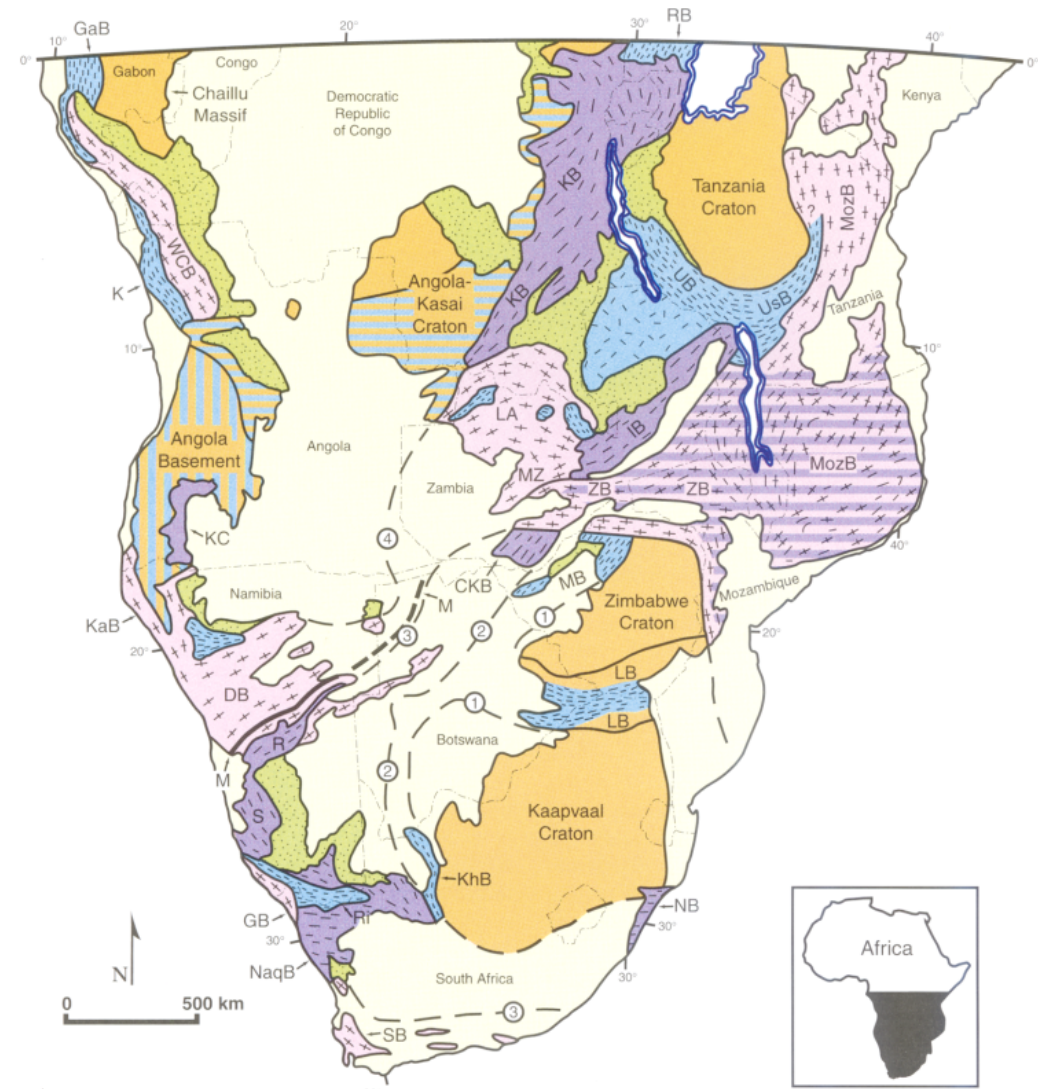 GaB
RB
10°
20°
30°
40°
0°
0°
Gabon
Congo
Chaillu
Massif
Democratic
Republic
of Congo
Kenya
KB
Tanzania
Craton
MozB
?
WCB
K
Angola-
Kasai
Craton
KB
UB
UsB
Tanzania
10°
10°
LA
IB
Angola
Basement
Angola
MZ
Zambia
ZB
ZB
MozB
KC
4
40°
CKB
MB
Namibia
M
Mozambique
Zimbabwe
Craton
KaB
3
2
1
20°
20°
LB
DB
1
LB
R
Botswana
M
2
Kaapvaal
Craton
S
KhB
GB
Ri
NB
30°
30°
NaqB
30°
N
South Africa
Africa
0
500 km
3
SB